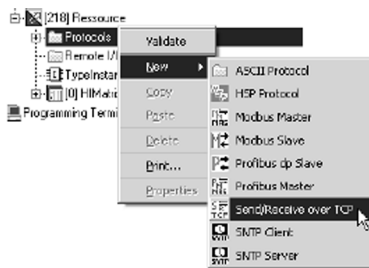 [218] Ressource
Protocols
Remote I/
TypeInstan
[0] HIMatrix
Programming Termi
Validate
New
Copy
Paste
Delete
Print...
Properties
ASCII Protocol
HSP Protocol
Modbus Master
Modbus Slave
Profibus dp Slave
Profibus Master
Send/Receive over TCP
SNTP Client
SNTP Server